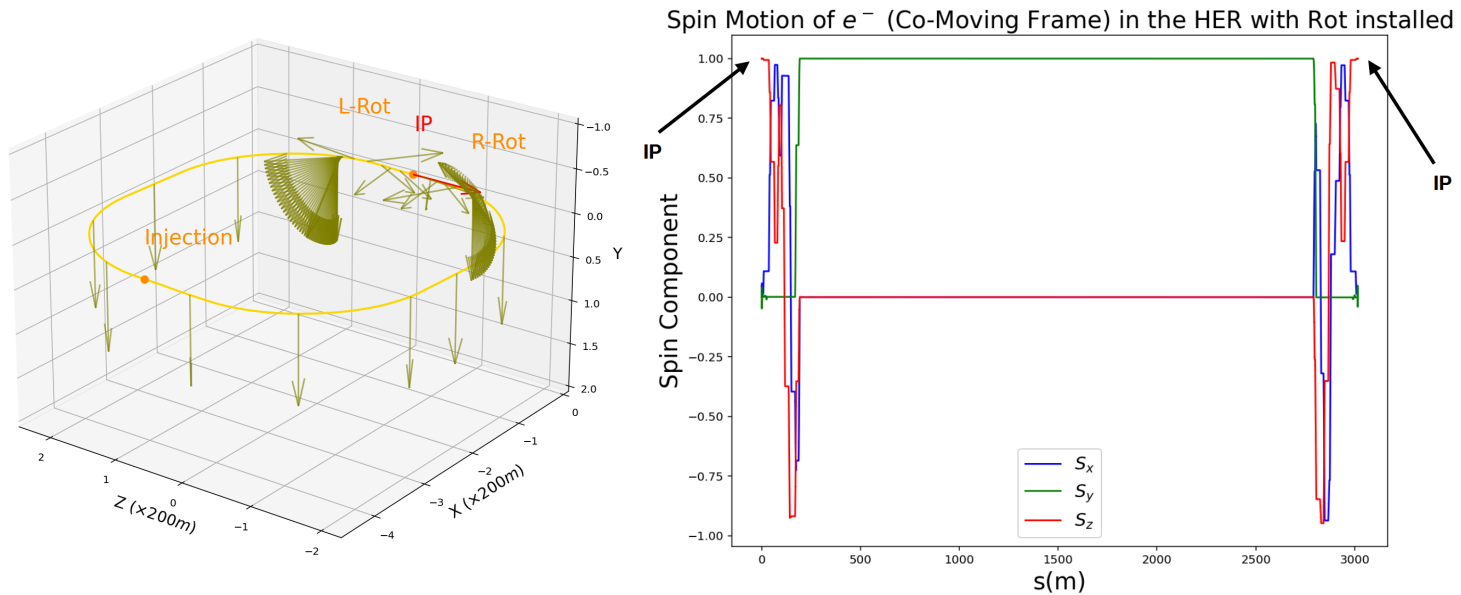 L-Rot
IP
R-Rot
Injection
−1.0
−0.5
0.0
0.5
1.0
1.5
2.0
Y
2
1
0
−1
−2
Z (×200m)
−4
−3
−2
−1
0
X (×200m)
Spin Motion of e⁻ (Co-Moving Frame) in the HER with Rot installed
IP
IP
1.00
0.75
0.50
0.25
0.00
−0.25
−0.50
−0.75
−1.00
Spin Component
Sₓ
S_y
S_z
0
500
1000
1500
2000
2500
3000
s(m)